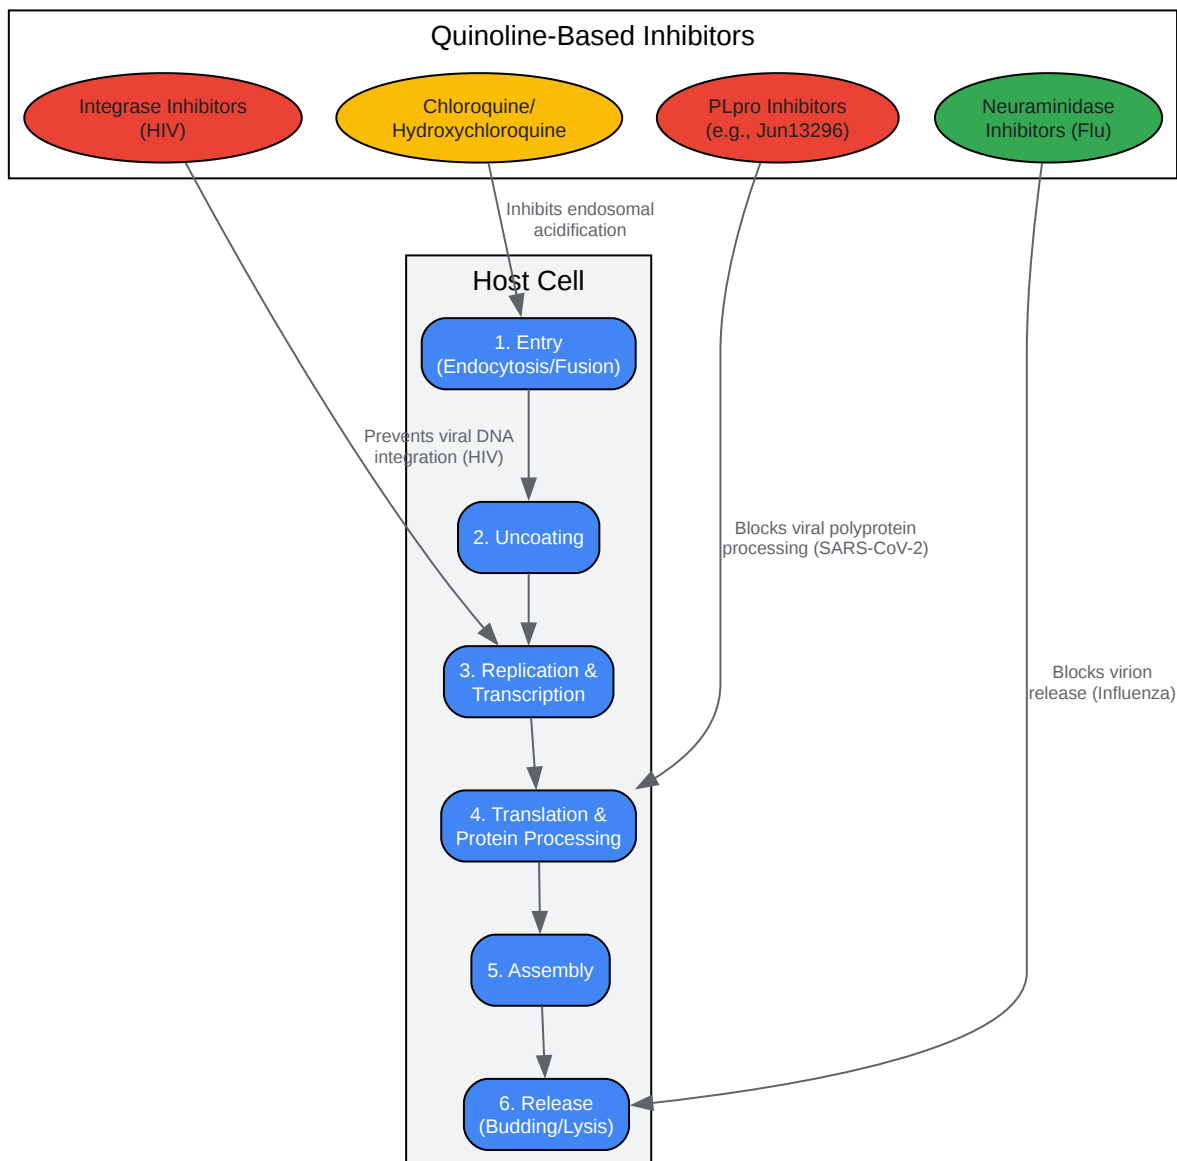 Quinoline-Based Inhibitors
Integrase Inhibitors
(HIV)
Chloroquine/
Hydroxychloroquine
PLpro Inhibitors
(e.g., Jun13296)
Neuraminidase
Inhibitors (Flu)
Inhibits endosomal
acidification
Host Cell
1. Entry
(Endocytosis/Fusion)
Prevents viral DNA
integration (HIV)
2. Uncoating
Blocks viral polyprotein
processing (SARS-CoV-2)
3. Replication &
Transcription
Blocks virion
release (Influenza)
4. Translation &
Protein Processing
5. Assembly
6. Release
(Budding/Lysis)